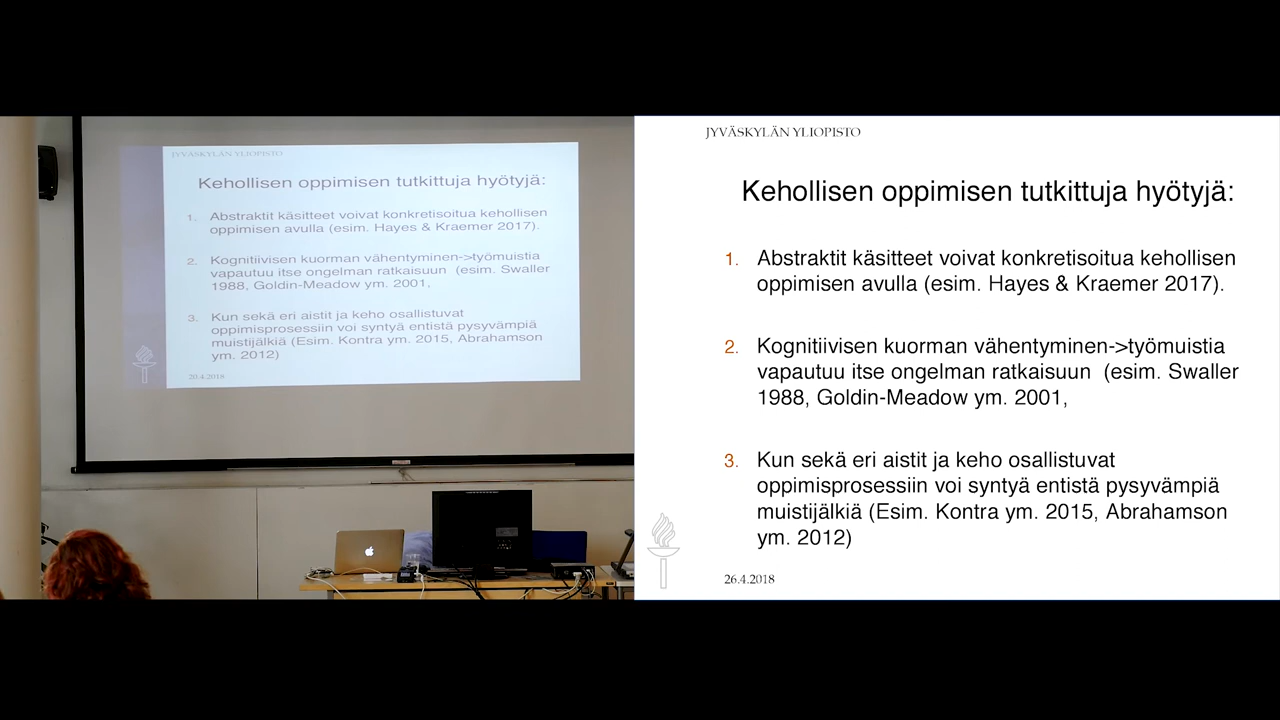 JYVÄSKYLÄN YLIOPISTO
Kehollisen oppimisen tutkittuja hyötyjä:
1. Abstraktit käsitteet voivat konkretisoitua kehollisen
oppimisen avulla (esim. Hayes & Kraemer 2017).
2. Kognitiivisen kuorman vähentyminen->työmuistia
vapautuu itse ongelman ratkaisuun (esim. Swaller
1988, Goldin-Meadow ym. 2001,
3. Kun sekä eri aistit ja keho osallistuvat
oppimisprosessiin voi syntyä entistä pysyvämpiä
muistijälkiä (Esim. Kontra ym. 2015, Abrahamson
ym. 2012)
26.4.2018
JYVÄSKYLÄN YLIOPISTO
Kehollisen oppimisen tutkittuja hyötyjä:
1. Abstraktit käsitteet voivat konkretisoitua kehollisen
oppimisen avulla (esim. Hayes & Kraemer 2017).
2. Kognitiivisen kuorman vähentyminen->työmuistia
vapautuu itse ongelman ratkaisuun (esim. Swaller
1988, Goldin-Meadow ym. 2001,
3. Kun sekä eri aistit ja keho osallistuvat
oppimisprosessiin voi syntyä entistä pysyvämpiä
muistijälkiä (Esim. Kontra ym. 2015, Abrahamson
ym. 2012)
26.4.2018